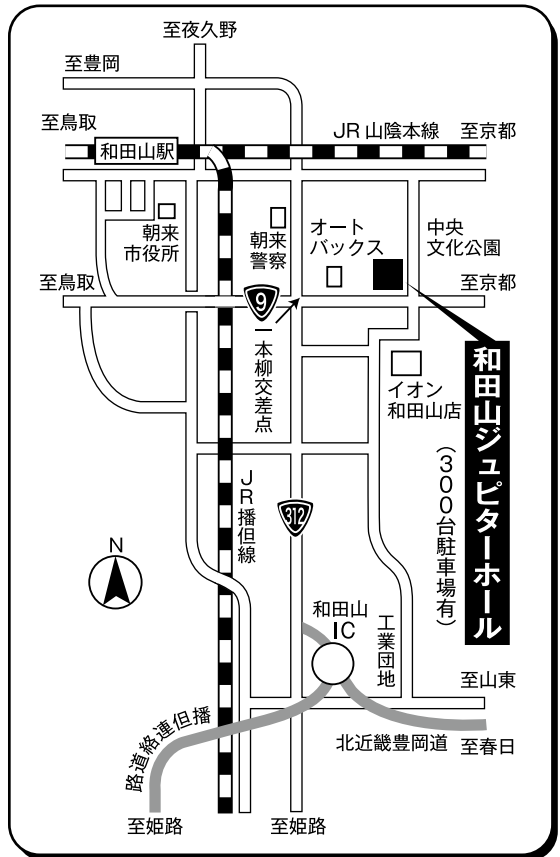 至夜久野
至豊岡
至鳥取
和田山駅
JR山陰本線
至京都
朝来
市役所
朝来
警察
オート
バックス
中央
文化公園
至鳥取
9
至京都
一本柳交差点
イオン
和田山店
和田山ジュピターホール
（300台駐車場有）
JR播但線
312
N
和田山
IC
工業団地
至山東
路道絡連但播
北近畿豊岡道
至春日
至姫路
至姫路